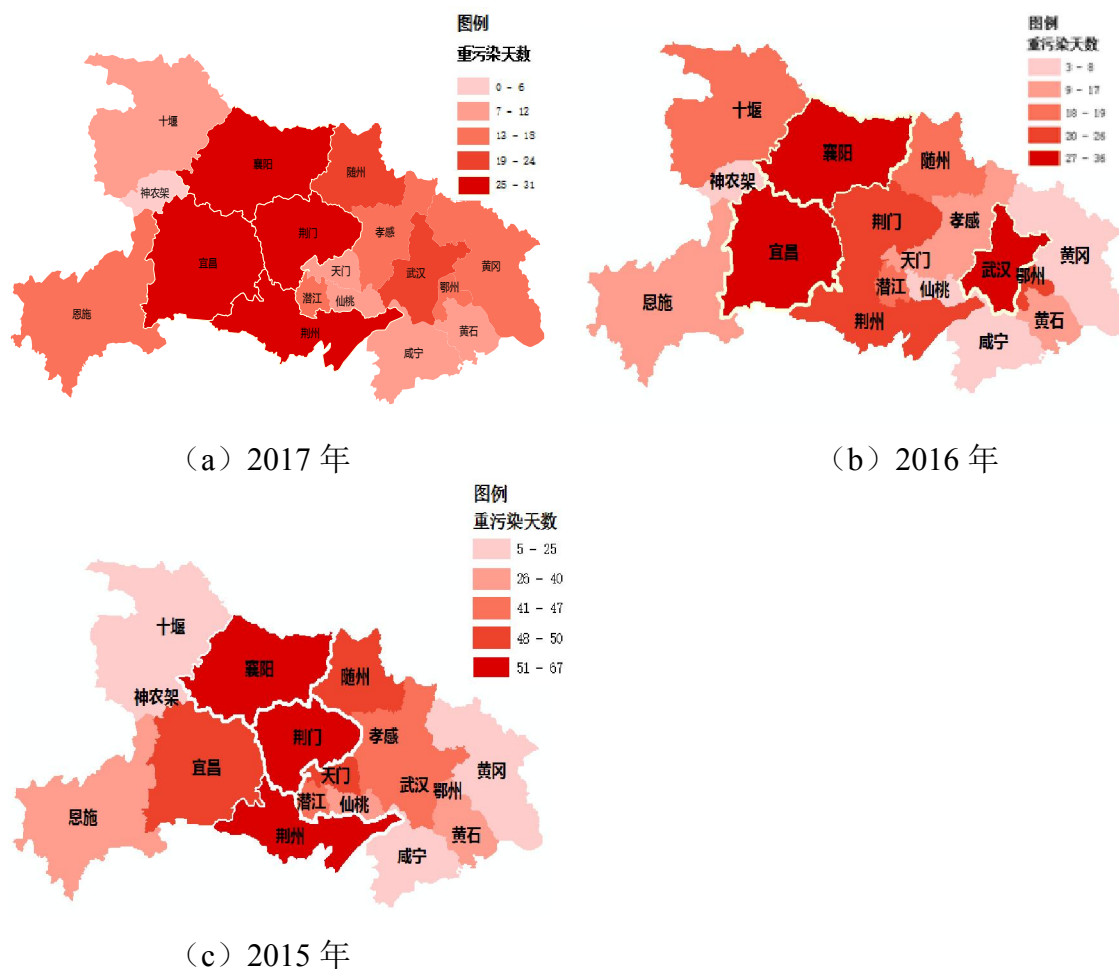 图例
重污染天数
0 - 6
7 - 12
13 - 18
19 - 24
25 - 31
十堰
神农架
襄阳
随州
宜昌
荆门
孝感
天门
武汉
黄冈
鄂州
潜江
仙桃
恩施
荆州
黄石
咸宁
(a) 2017 年
图例
重污染天数
3 - 8
9 - 17
18 - 19
20 - 26
27 - 36
十堰
神农架
襄阳
随州
宜昌
荆门
孝感
天门
武汉
黄冈
鄂州
潜江
仙桃
恩施
荆州
黄石
咸宁
(b) 2016 年
图例
重污染天数
5 - 25
26 - 40
41 - 47
48 - 50
51 - 67
十堰
神农架
襄阳
随州
宜昌
荆门
孝感
天门
武汉
黄冈
鄂州
潜江
仙桃
恩施
荆州
黄石
咸宁
(c) 2015 年